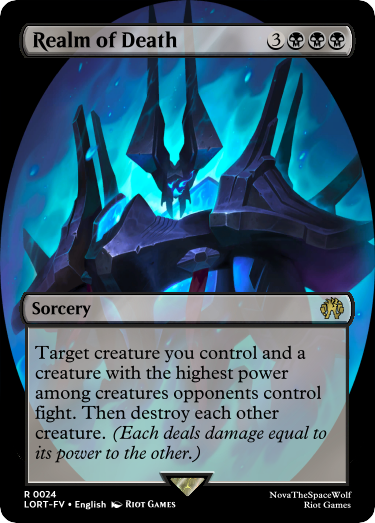 Realm of Death 3
Sorcery
Target creature you control and a
creature with the highest power
among creatures opponents control
fight. Then destroy each other
creature. (Each deals damage equal to
its power to the other.)
R 0024
LORT-FV • English Riot Games
NovaTheSpaceWolf
Riot Games